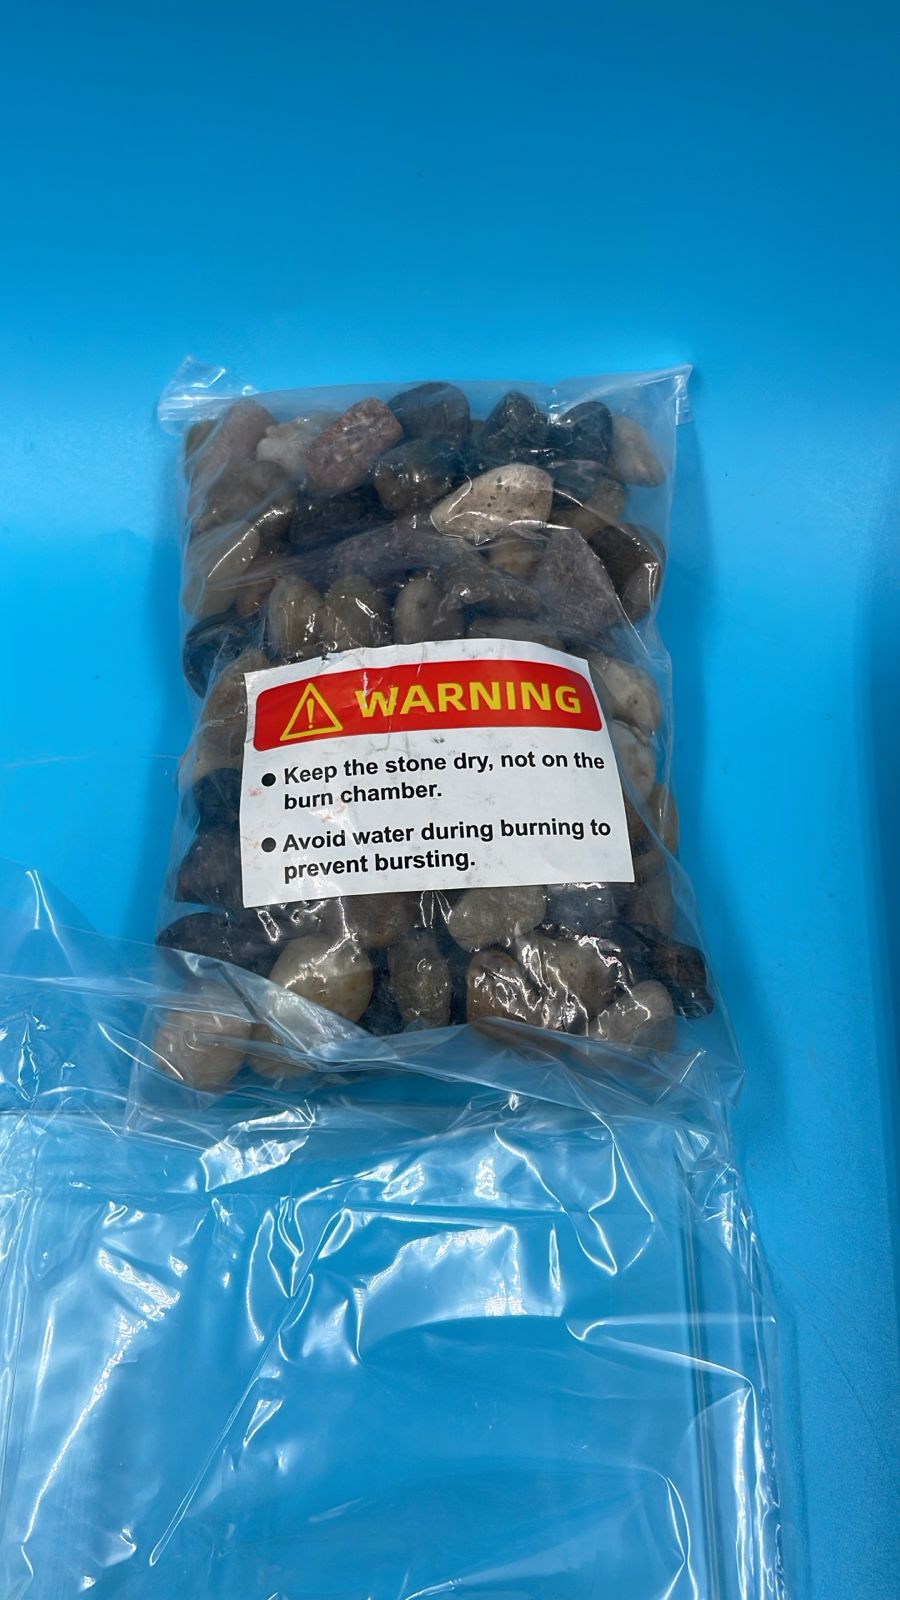 WARNING
● Keep the stone dry, not on the
burn chamber.
● Avoid water during burning to
prevent bursting.